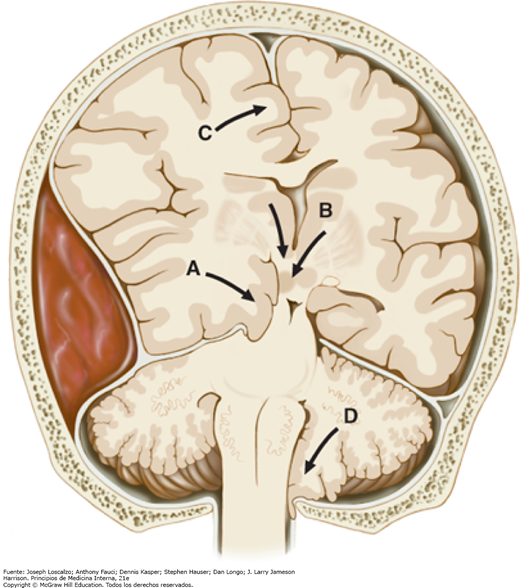 C
B
A
D
Fuente: Joseph Loscalzo; Anthony Fauci; Dennis Kasper; Stephen Hauser; Dan Longo; J. Larry Jameson
Harrison. Principios de Medicina Interna, 21e
Copyright © McGraw Hill Education. Todos los derechos reservados.